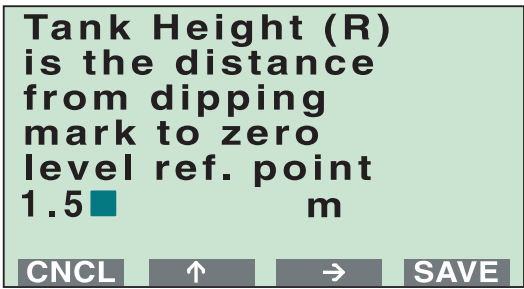 Tank Height (R)
is the distance
from dipping
mark to zero
level ref. point
1.5 m
CNCL ↑ → SAVE